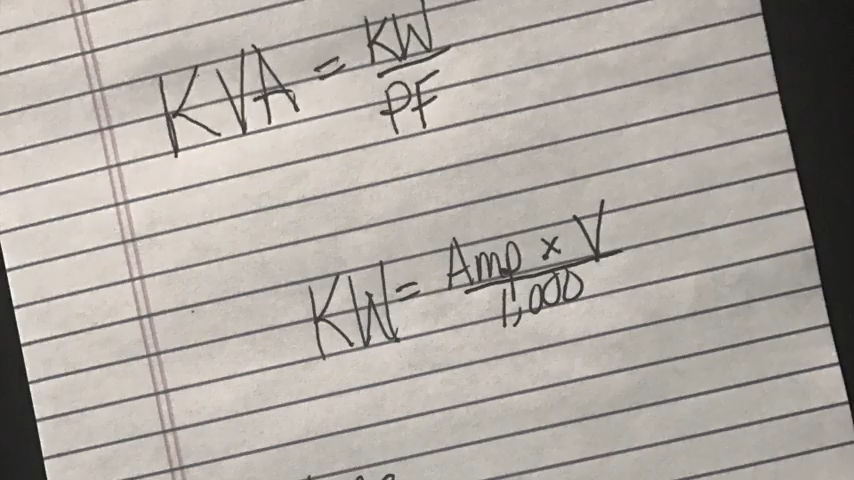 KVA = KW
PF
KW = Amp x V
1,000